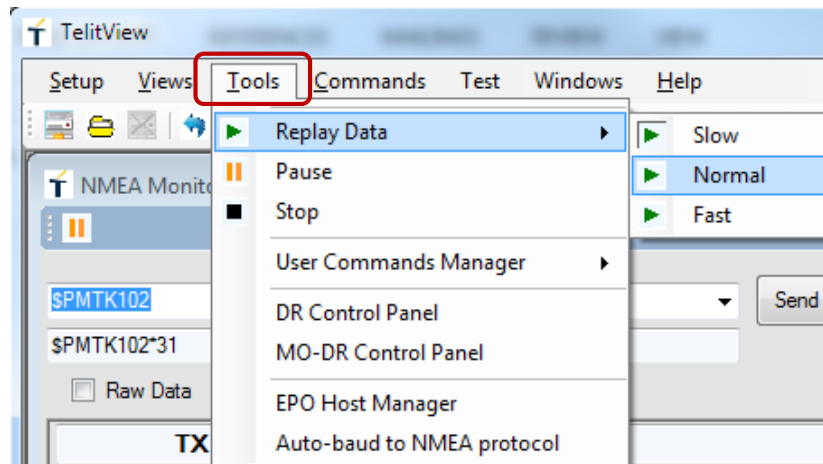 TelitView
Setup Views Tools Commands Test Windows Help
Replay Data
Slow
NMEA Monito
Pause
Normal
Stop
Fast
User Commands Manager
$PMTK102
Send
DR Control Panel
$PMTK102*31
MO-DR Control Panel
Raw Data
EPO Host Manager
TX
Auto-baud to NMEA protocol